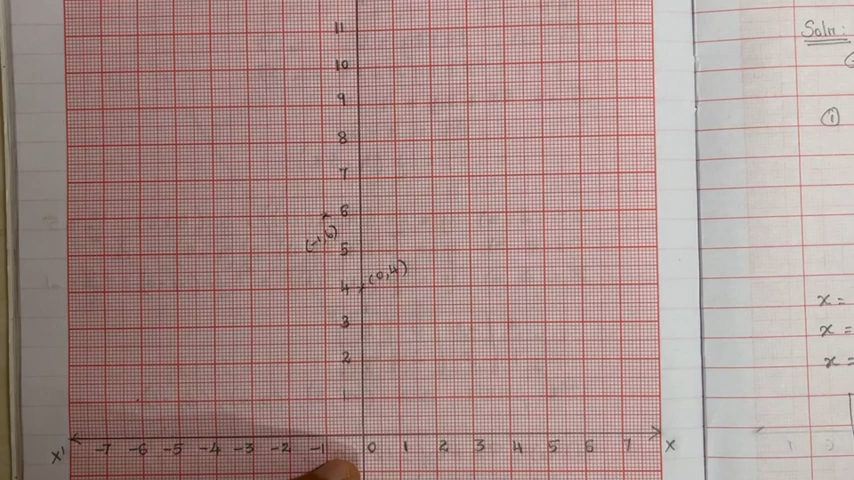 11
10
9
8
7
6
(-1,6)
5
(0,4)
4
3
2
1
X' -7 -6 -5 -4 -3 -2 -1 0 1 2 3 4 5 6 7 X
Soln:
(i)
x =
x =
x =